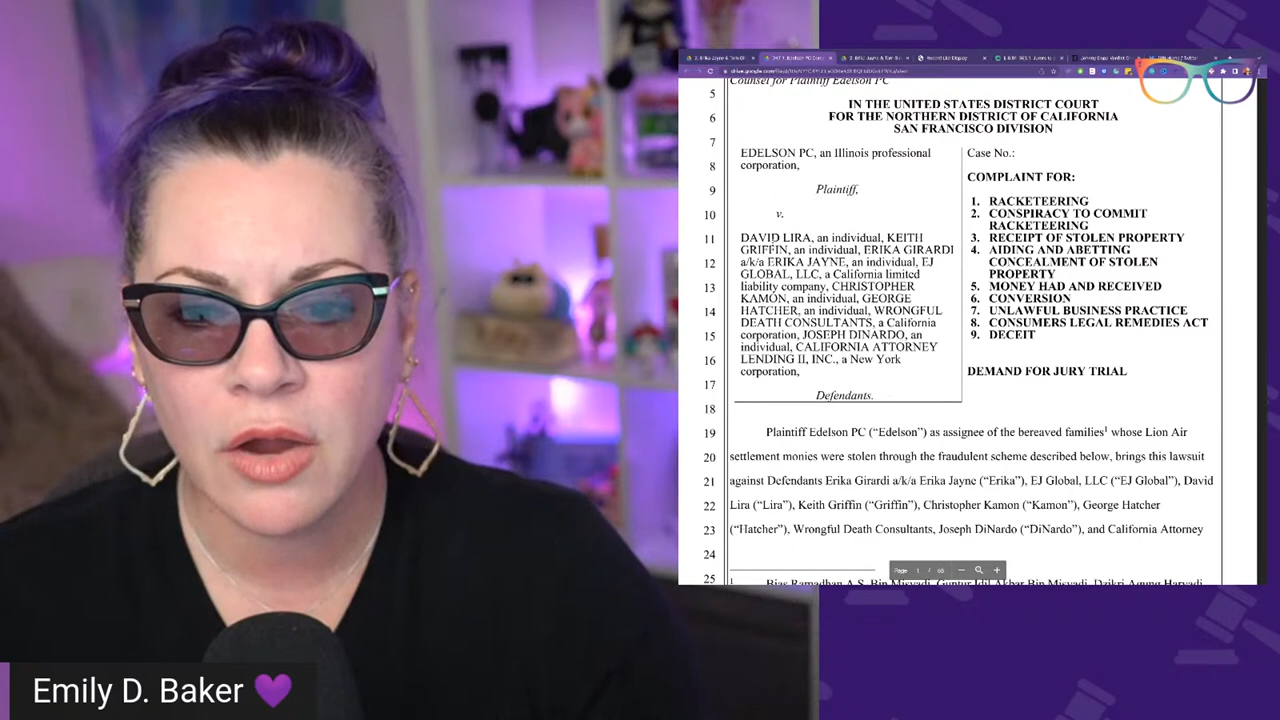 Counsel for Plaintiff Edelson PC
5
IN THE UNITED STATES DISTRICT COURT
6
FOR THE NORTHERN DISTRICT OF CALIFORNIA
SAN FRANCISCO DIVISION
7
8
9
10
11
12
13
14
15
16
17
18
19
20
21
22
23
24
25
EDELSON PC, an Illinois professional
corporation,
Plaintiff,
v.
DAVID LIRA, an individual, KEITH
GRIFFIN, an individual, ERIKA GIRARDI
a/k/a ERIKA JAYNE, an individual, EJ
GLOBAL, LLC, a California limited
liability company, CHRISTOPHER
KAMON, an individual, GEORGE
HATCHER, an individual, WRONGFUL
DEATH CONSULTANTS, a California
corporation, JOSEPH DINARDO, an
individual, CALIFORNIA ATTORNEY
LENDING II, INC., a New York
corporation,
Defendants.
Case No.:
COMPLAINT FOR:
1. RACKETEERING
2. CONSPIRACY TO COMMIT
RACKETEERING
3. RECEIPT OF STOLEN PROPERTY
4. AIDING AND ABETTING
CONCEALMENT OF STOLEN
PROPERTY
5. MONEY HAD AND RECEIVED
6. CONVERSION
7. UNLAWFUL BUSINESS PRACTICE
8. CONSUMERS LEGAL REMEDIES ACT
9. DECEIT
DEMAND FOR JURY TRIAL
Plaintiff Edelson PC (“Edelson”) as assignee of the bereaved families1 whose Lion Air
settlement monies were stolen through the fraudulent scheme described below, brings this lawsuit
against Defendants Erika Girardi a/k/a Erika Jayne (“Erika”), EJ Global, LLC (“EJ Global”), David
Lira (“Lira”), Keith Griffin (“Griffin”), Christopher Kamon (“Kamon”), George Hatcher
(“Hatcher”), Wrongful Death Consultants, Joseph DiNardo (“DiNardo”), and California Attorney
1
Page 1 /
Emily D. Baker 💜